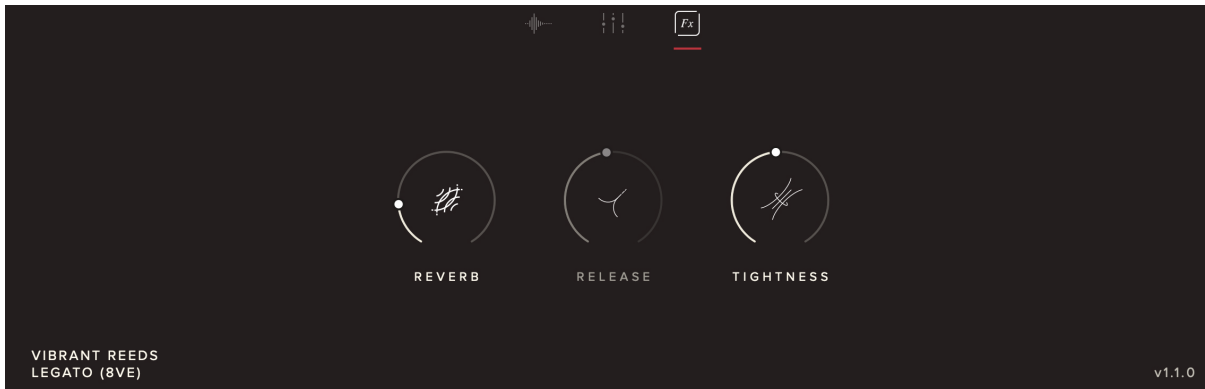 Fx
REVERB RELEASE TIGHTNESS
VIBRANT REEDS
LEGATO (8VE)
v1.1.0